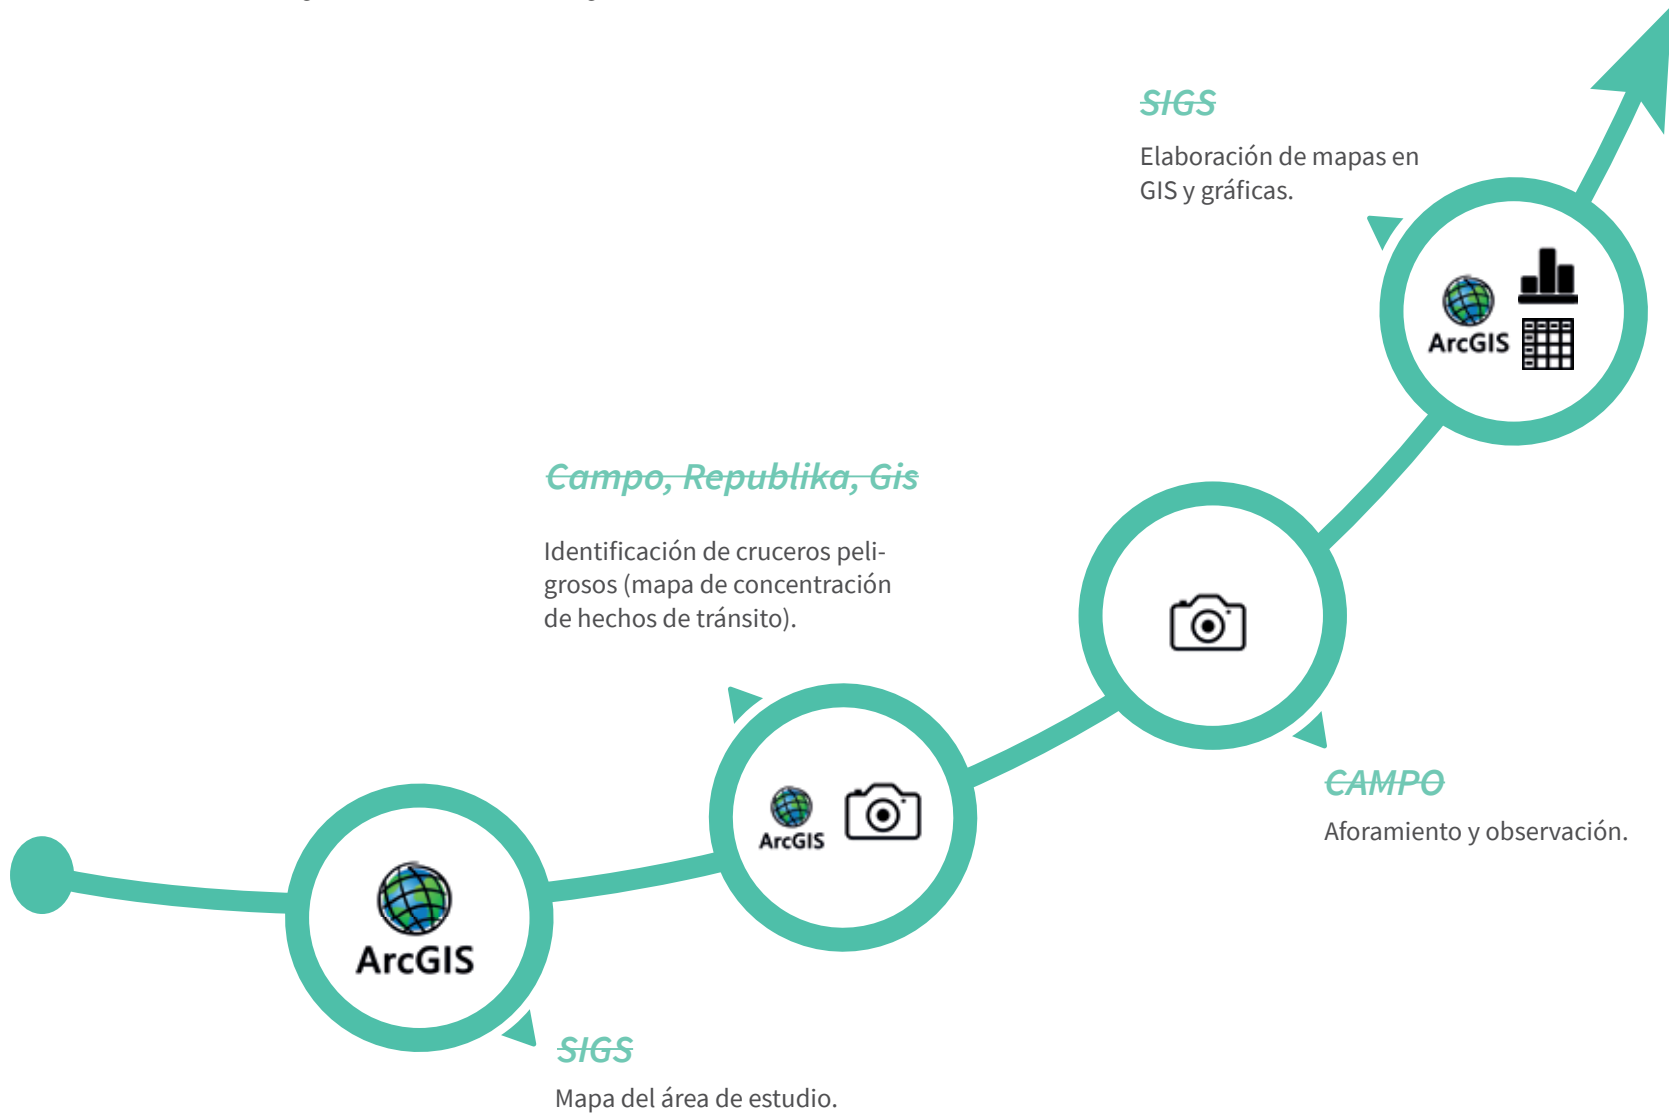 SIGS
Elaboración de mapas en
GIS y gráficas.
ArcGIS
Campo, Republika, Gis
Identificación de cruceros peli-
grosos (mapa de concentración
de hechos de tránsito).
CAMPO
Aforamiento y observación.
ArcGIS
ArcGIS
SIGS
Mapa del área de estudio.